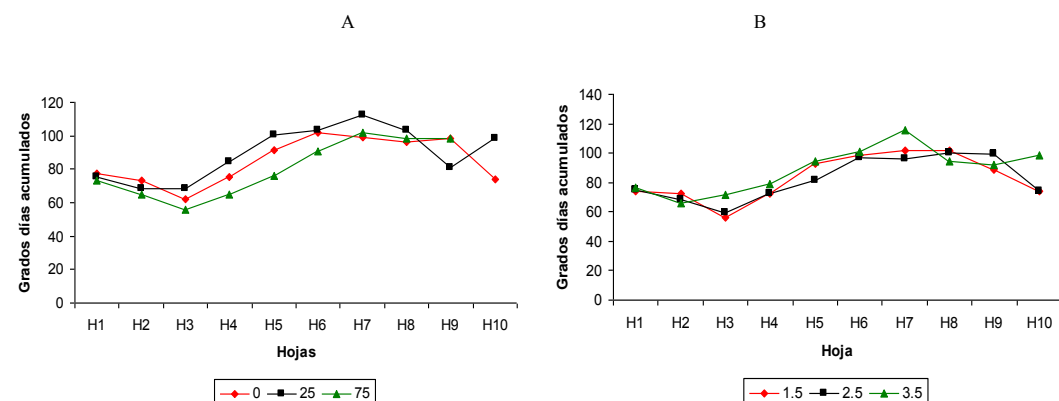 A
B
Grados días acumulados
120
100
80
60
40
20
0
H1 H2 H3 H4 H5 H6 H7 H8 H9 H10
Hojas
0 25 75
Grados días acumulados
140
120
100
80
60
40
20
0
H1 H2 H3 H4 H5 H6 H7 H8 H9 H10
Hoja
1.5 2.5 3.5